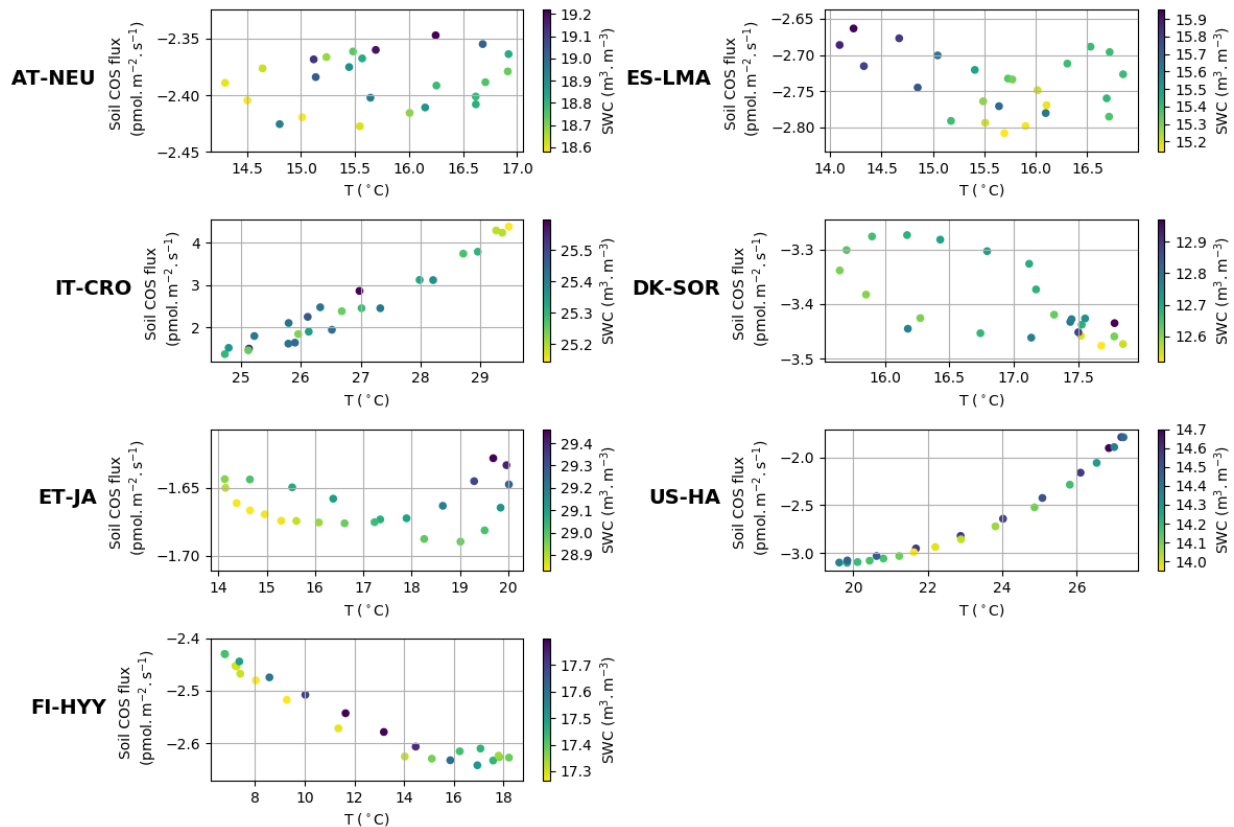 AT-NEU
Soil COS flux
(pmol. m−2. s−1)
−2.35
−2.40
−2.45
14.5 15.0 15.5 16.0 16.5 17.0
T (°C)
19.2
19.1
19.0
18.9
18.8
18.7
18.6
SWC (m3. m−3)
ES-LMA
Soil COS flux
(pmol. m−2. s−1)
−2.65
−2.70
−2.75
−2.80
14.0 14.5 15.0 15.5 16.0 16.5
T (°C)
15.9
15.8
15.7
15.6
15.5
15.4
15.3
15.2
SWC (m3. m−3)
IT-CRO
Soil COS flux
(pmol. m−2. s−1)
4
3
2
25 26 27 28 29
T (°C)
25.5
25.4
25.3
25.2
SWC (m3. m−3)
DK-SOR
Soil COS flux
(pmol. m−2. s−1)
−3.3
−3.4
−3.5
16.0 16.5 17.0 17.5
T (°C)
12.9
12.8
12.7
12.6
SWC (m3. m−3)
ET-JA
Soil COS flux
(pmol. m−2. s−1)
−1.65
−1.70
14 15 16 17 18 19 20
T (°C)
29.4
29.3
29.2
29.1
29.0
28.9
SWC (m3. m−3)
US-HA
Soil COS flux
(pmol. m−2. s−1)
−2.0
−2.5
−3.0
20 22 24 26
T (°C)
14.7
14.6
14.5
14.4
14.3
14.2
14.1
14.0
SWC (m3. m−3)
FI-HYY
Soil COS flux
(pmol. m−2. s−1)
−2.4
−2.5
−2.6
8 10 12 14 16 18
T (°C)
17.7
17.6
17.5
17.4
17.3
SWC (m3. m−3)